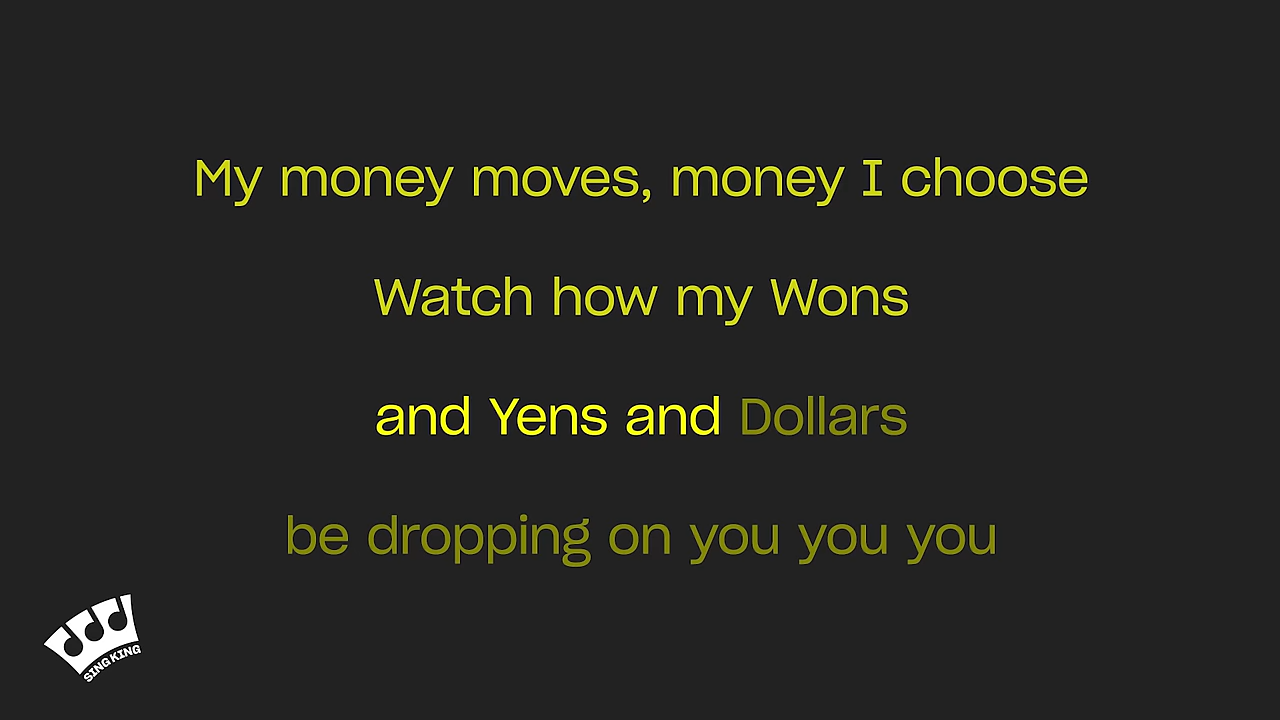 My money moves, money I choose
Watch how my Wons
and Yens and Dollars
be dropping on you you you
SING KING